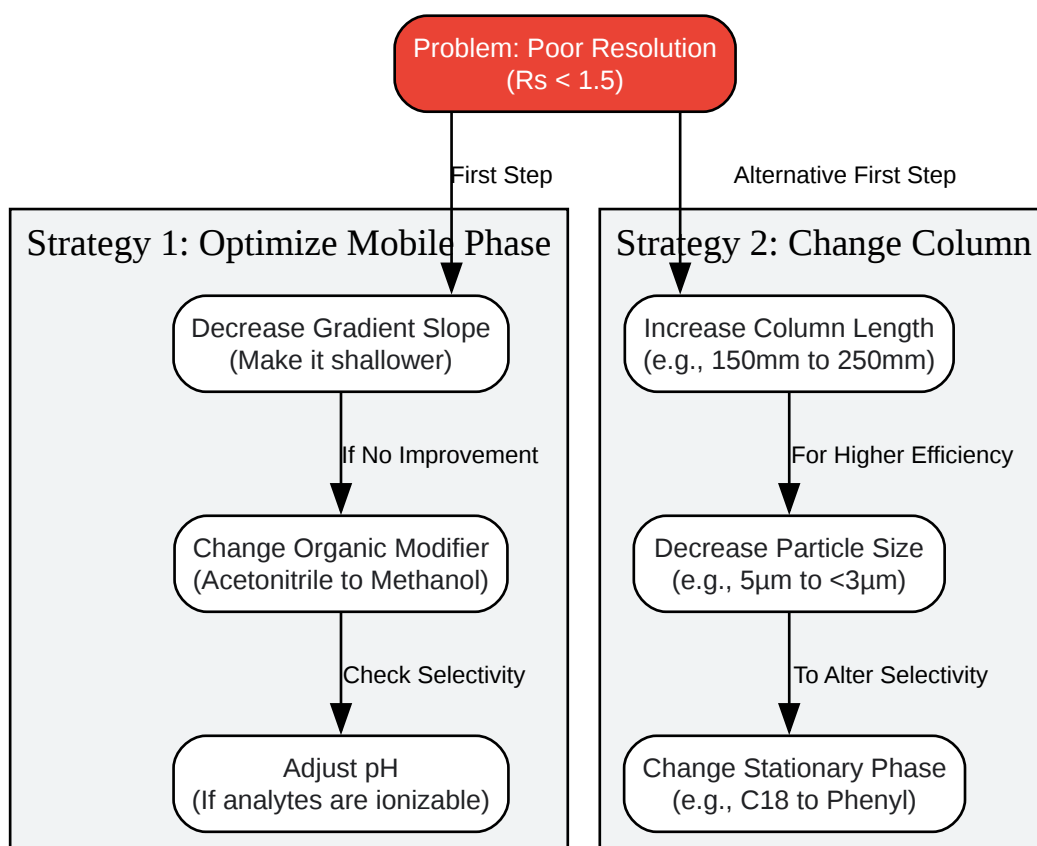 Problem: Poor Resolution
(Rs < 1.5)
First Step
Alternative First Step
Strategy 1: Optimize Mobile Phase
Decrease Gradient Slope
(Make it shallower)
If No Improvement
Change Organic Modifier
(Acetonitrile to Methanol)
Check Selectivity
Adjust pH
(If analytes are ionizable)
Strategy 2: Change Column
Increase Column Length
(e.g., 150mm to 250mm)
For Higher Efficiency
Decrease Particle Size
(e.g., 5µm to <3µm)
To Alter Selectivity
Change Stationary Phase
(e.g., C18 to Phenyl)